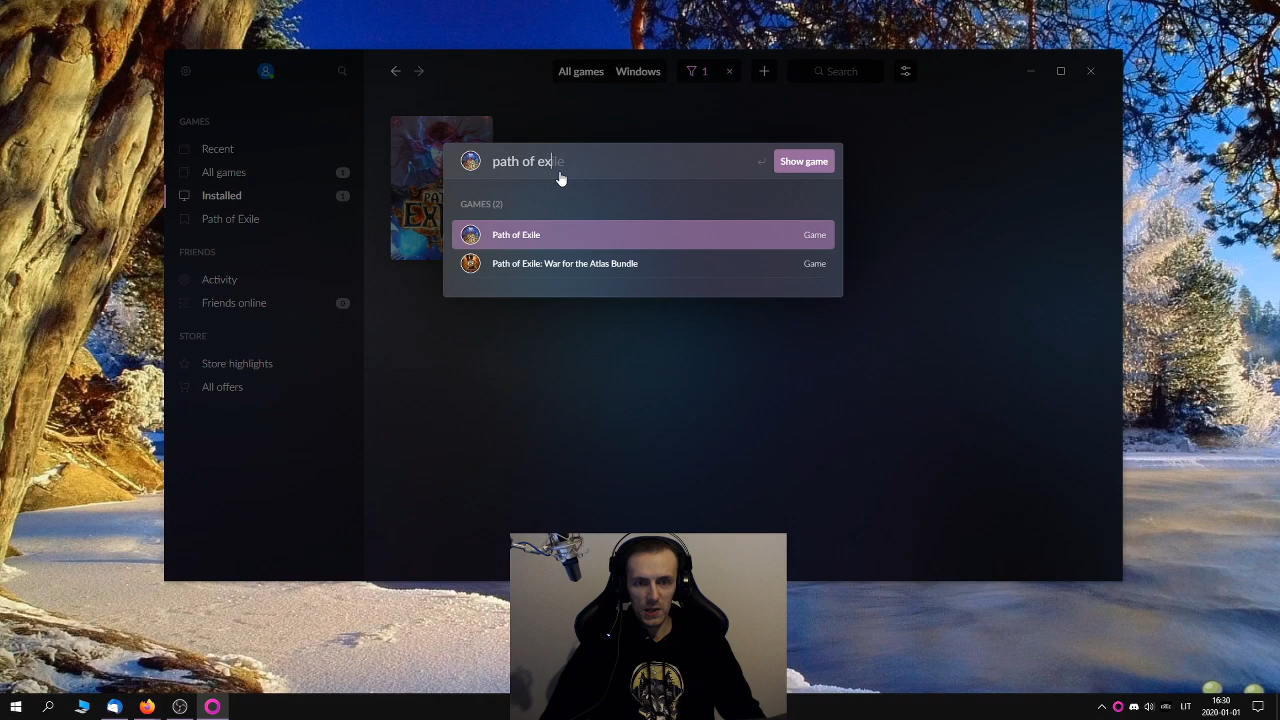 All games
Windows
1
Search
GAMES
Recent
All games
1
Installed
1
Path of Exile
FRIENDS
Activity
Friends online
0
STORE
Store highlights
All offers
path of exile
Show game
GAMES (2)
Path of Exile
Game
Path of Exile: War for the Atlas Bundle
Game
LIT
16:30
2020-01-01